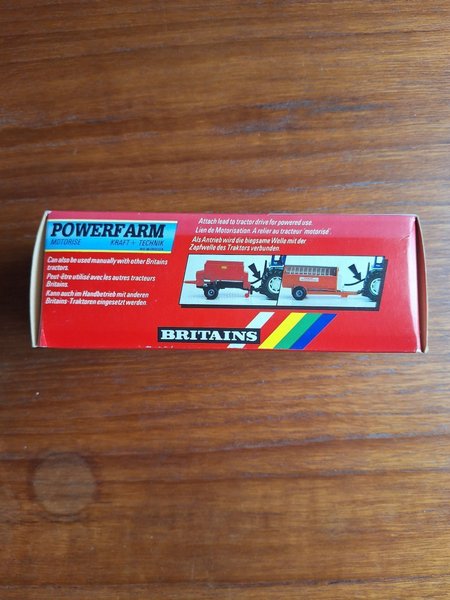 POWERFARM
MOTORISE KRAFT + TECHNIK
BY BRITAINS
Can also be used manually with other Britains
tractors.
Peut-être utilisé avec les autres tracteurs
Britains.
Kann auch im Handbetrieb mit anderen
Britains-Traktoren eingesetzt werden.
Attach lead to tractor drive for powered use.
Lien de Motorisation. A relier au tracteur 'motorisé'.
Als Antrieb wird die biegsame Welle mit der
Zapfwelle des Traktors verbunden.
BRITAINS